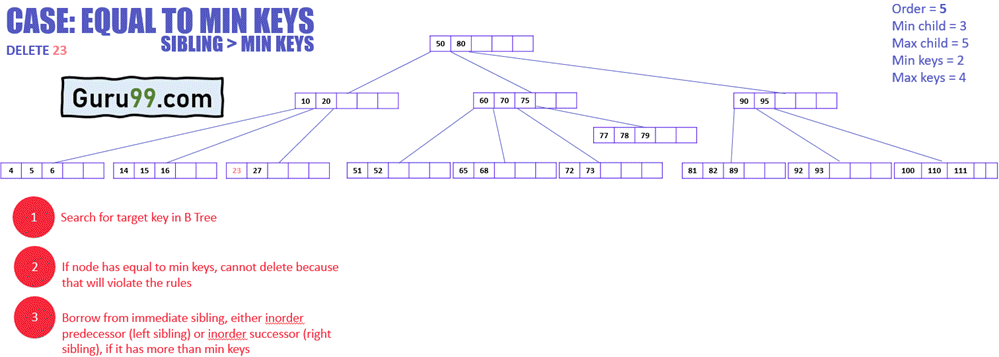 CASE: EQUAL TO MIN KEYS
SIBLING > MIN KEYS
DELETE 23
Guru99.com
Order = 5
Min child = 3
Max child = 5
Min keys = 2
Max keys = 4
50 80
10 20
60 70 75
90 95
77 78 79
4 5 6
14 15 16
23 27
51 52
65 68
72 73
81 82 89
92 93
100 110 111
1 Search for target key in B Tree
2 If node has equal to min keys, cannot delete because
that will violate the rules
3 Borrow from immediate sibling, either inorder
predecessor (left sibling) or inorder successor (right
sibling), if it has more than min keys